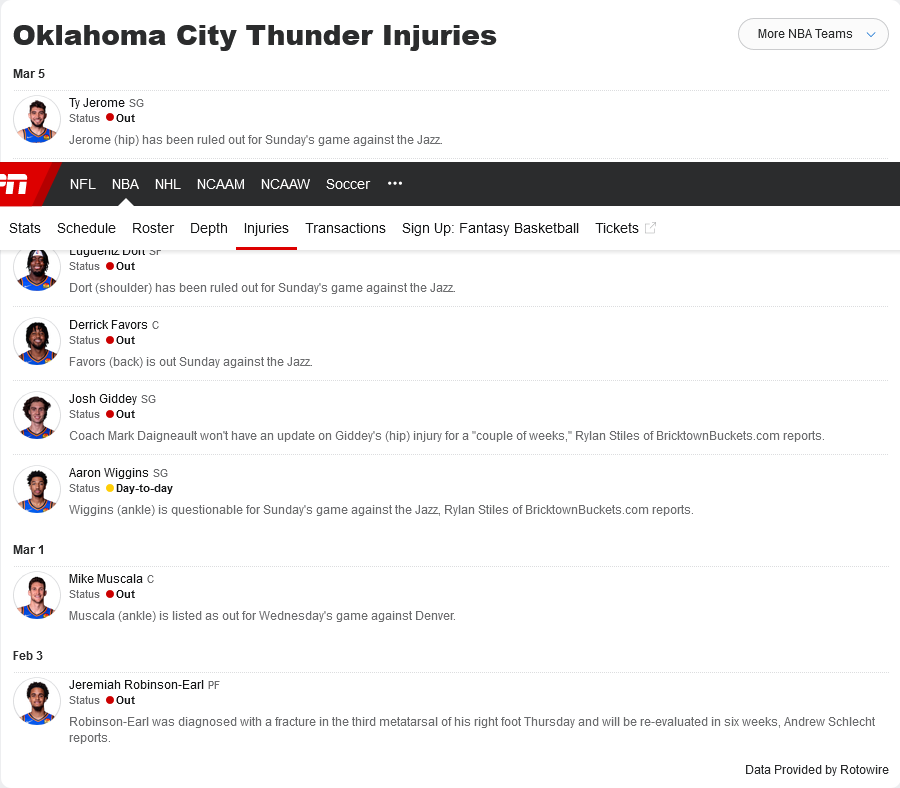 Oklahoma City Thunder Injuries
More NBA Teams
Mar 5
Ty Jerome SG
Status Out
Jerome (hip) has been ruled out for Sunday's game against the Jazz.
NFL NBA NHL NCAAM NCAAW Soccer •••
Stats Schedule Roster Depth Injuries Transactions Sign Up: Fantasy Basketball Tickets
Luguentz Dort SF
Status Out
Dort (shoulder) has been ruled out for Sunday's game against the Jazz.
Derrick Favors C
Status Out
Favors (back) is out Sunday against the Jazz.
Josh Giddey SG
Status Out
Coach Mark Daigneault won't have an update on Giddey's (hip) injury for a "couple of weeks," Rylan Stiles of BricktownBuckets.com reports.
Aaron Wiggins SG
Status Day-to-day
Wiggins (ankle) is questionable for Sunday's game against the Jazz, Rylan Stiles of BricktownBuckets.com reports.
Mar 1
Mike Muscala C
Status Out
Muscala (ankle) is listed as out for Wednesday's game against Denver.
Feb 3
Jeremiah Robinson-Earl PF
Status Out
Robinson-Earl was diagnosed with a fracture in the third metatarsal of his right foot Thursday and will be re-evaluated in six weeks, Andrew Schlecht
reports.
Data Provided by Rotowire